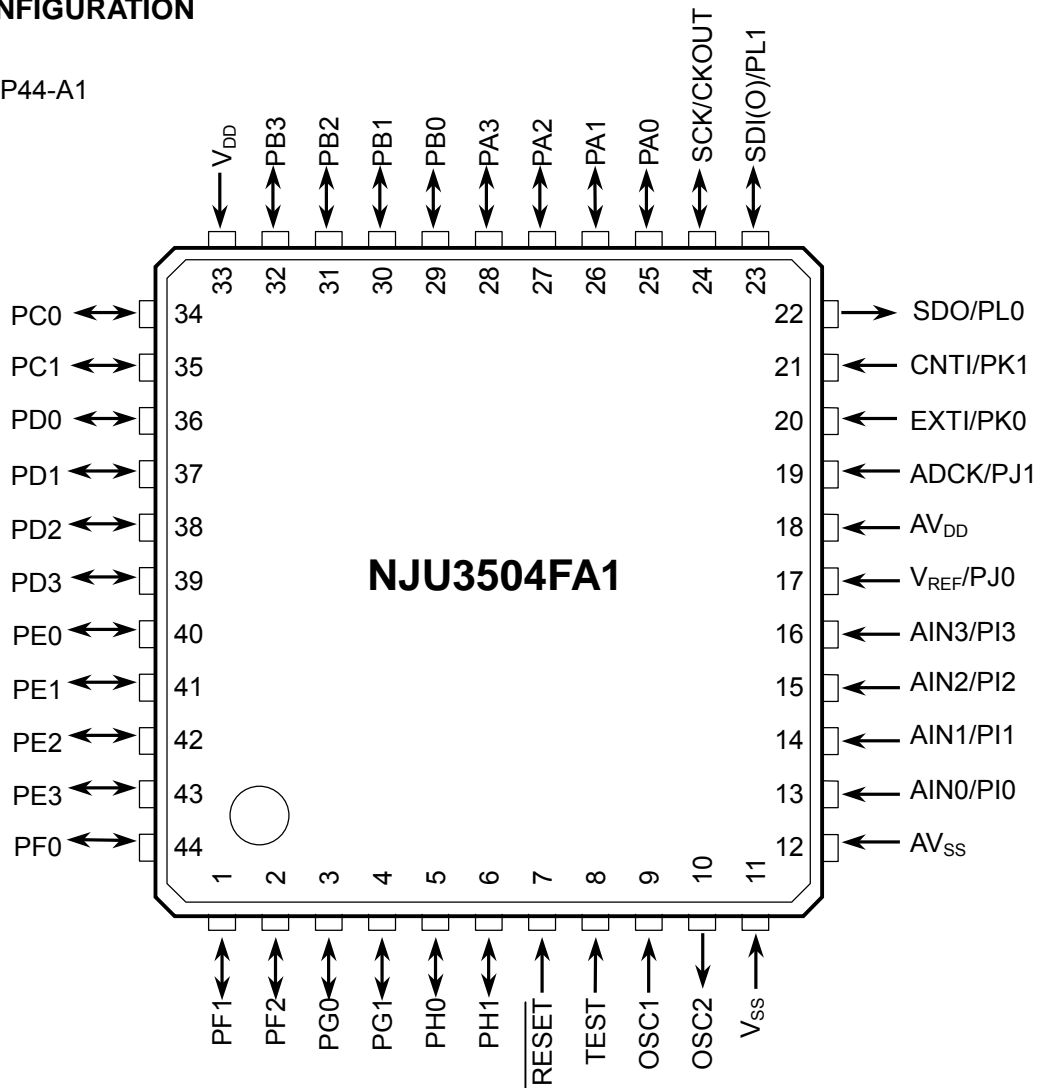 NFIGURATION
P44-A1
VDD
PB3
PB2
PB1
PB0
PA3
PA2
PA1
PA0
SCK/CKOUT
SDI(O)/PL1
33
32
31
30
29
28
27
26
25
24
23
PC0 34
PC1 35
PD0 36
PD1 37
PD2 38
PD3 39
PE0 40
PE1 41
PE2 42
PE3 43
PF0 44
NJU3504FA1
22 SDO/PL0
21 CNTI/PK1
20 EXTI/PK0
19 ADCK/PJ1
18 AVDD
17 VREF/PJ0
16 AIN3/PI3
15 AIN2/PI2
14 AIN1/PI1
13 AIN0/PI0
12 AVSS
1
2
3
4
5
6
7
8
9
10
11
PF1
PF2
PG0
PG1
PH0
PH1
RESET
TEST
OSC1
OSC2
VSS